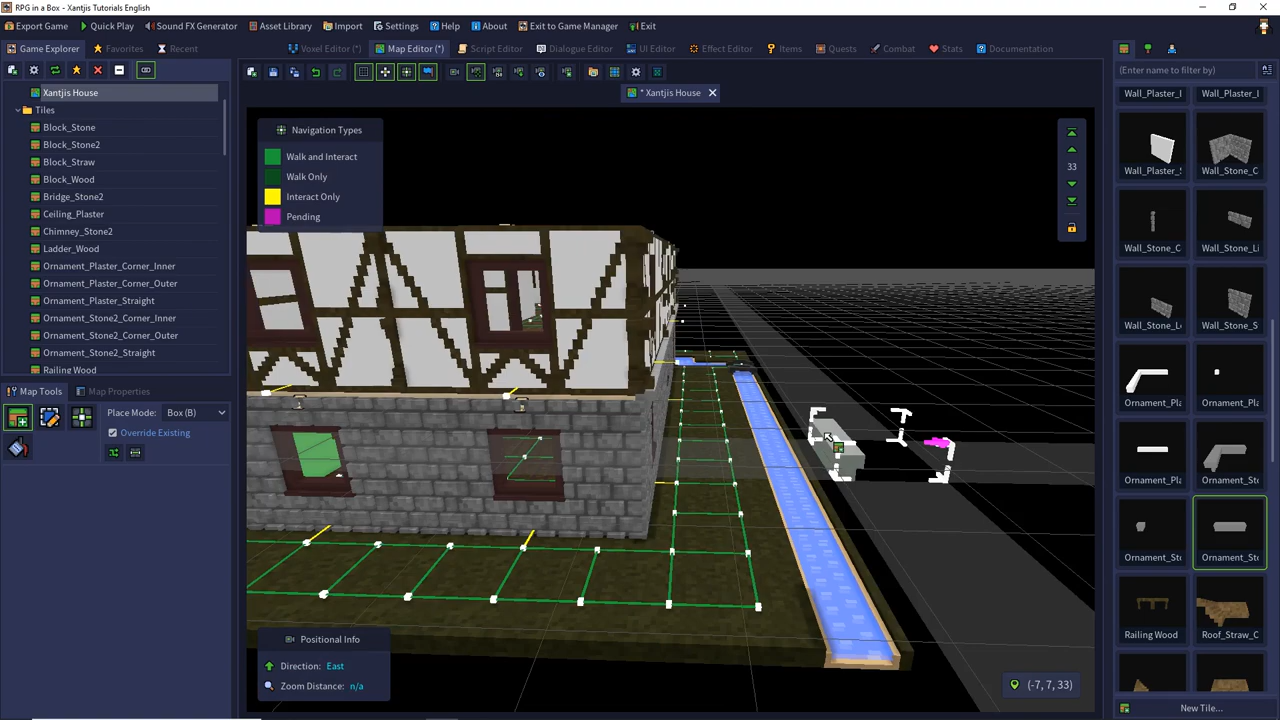 RPG in a Box - Xantjis Tutorials English
Export Game
Quick Play
Sound FX Generator
Asset Library
Import
Settings
Help
About
Exit to Game Manager
Exit
Game Explorer
Favorites
Recent
Voxel Editor (*)
Map Editor (*)
Script Editor
Dialogue Editor
UI Editor
Effect Editor
Items
Quests
Combat
Stats
Documentation
(Enter name to filter by)
* Xantjis House
Xantjis House
Tiles
Block_Stone
Block_Stone2
Block_Straw
Block_Wood
Bridge_Stone2
Ceiling_Plaster
Chimney_Stone2
Ladder_Wood
Ornament_Plaster_Corner_Inner
Ornament_Plaster_Corner_Outer
Ornament_Plaster_Straight
Ornament_Stone2_Corner_Inner
Ornament_Stone2_Corner_Outer
Ornament_Stone2_Straight
Railing Wood
Map Tools
Map Properties
Place Mode:
Box (B)
Override Existing
Navigation Types
Walk and Interact
Walk Only
Interact Only
Pending
33
Positional Info
Direction: East
Zoom Distance: n/a
(-7, 7, 33)
Wall_Plaster_I
Wall_Plaster_I
Wall_Plaster_S
Wall_Stone_C
Wall_Stone_C
Wall_Stone_Li
Wall_Stone_Lo
Wall_Stone_S
Ornament_Pla
Ornament_Pla
Ornament_Pla
Ornament_Sto
Ornament_Sto
Ornament_Sto
Railing Wood
Roof_Straw_C
New Tile...